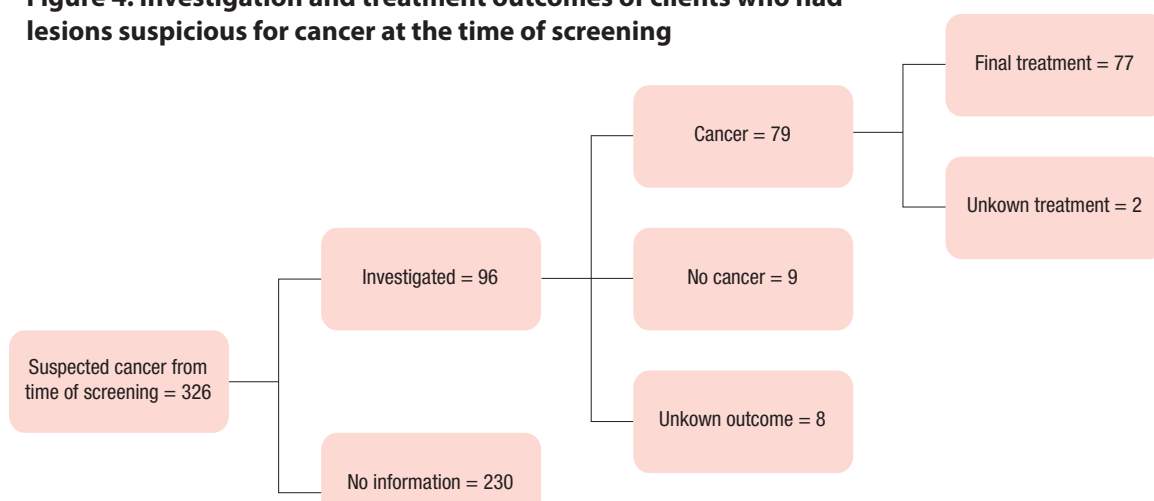 Figure 4. Investigation and treatment outcomes of clients who had
lesions suspicious for cancer at the time of screening
Suspected cancer from
time of screening = 326
Investigated = 96
No information = 230
Cancer = 79
No cancer = 9
Unkown outcome = 8
Final treatment = 77
Unkown treatment = 2